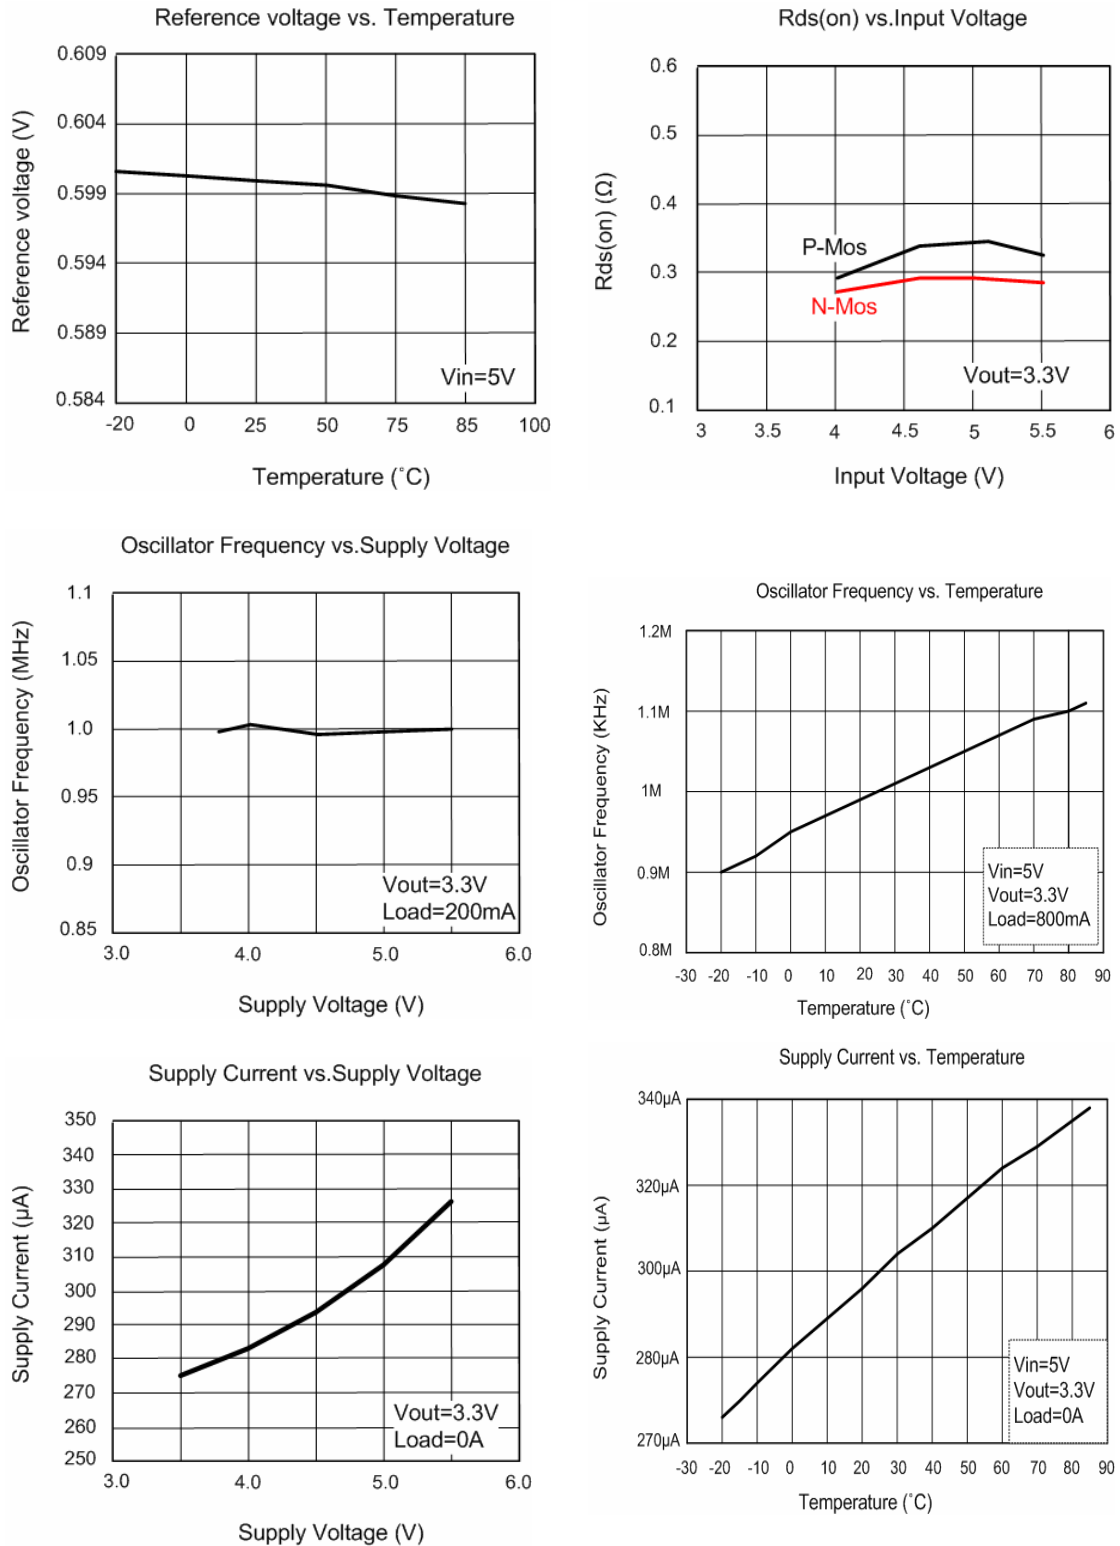 Reference voltage vs. Temperature
Reference voltage (V)
0.609
0.604
0.599
0.594
0.589
0.584
Vin=5V
-20 0 25 50 75 85 100
Temperature (˚C)
Rds(on) vs.Input Voltage
Rds(on) (Ω)
0.6
0.5
0.4
0.3
0.2
0.1
P-Mos
N-Mos
Vout=3.3V
3 3.5 4 4.5 5 5.5 6
Input Voltage (V)
Oscillator Frequency vs.Supply Voltage
Oscillator Frequency (MHz)
1.1
1.05
1.0
0.95
0.9
0.85
Vout=3.3V
Load=200mA
3.0 4.0 5.0 6.0
Supply Voltage (V)
Oscillator Frequency vs. Temperature
Oscillator Frequency (KHz)
1.2M
1.1M
1M
0.9M
0.8M
Vin=5V
Vout=3.3V
Load=800mA
-30 -20 -10 0 10 20 30 40 50 60 70 80 90
Temperature (˚C)
Supply Current vs.Supply Voltage
Supply Current (µA)
350
340
330
320
310
300
290
280
270
260
250
Vout=3.3V
Load=0A
3.0 4.0 5.0 6.0
Supply Voltage (V)
Supply Current vs. Temperature
Supply Current (µA)
340µA
320µA
300µA
280µA
270µA
Vin=5V
Vout=3.3V
Load=0A
-30 -20 -10 0 10 20 30 40 50 60 70 80 90
Temperature (˚C)